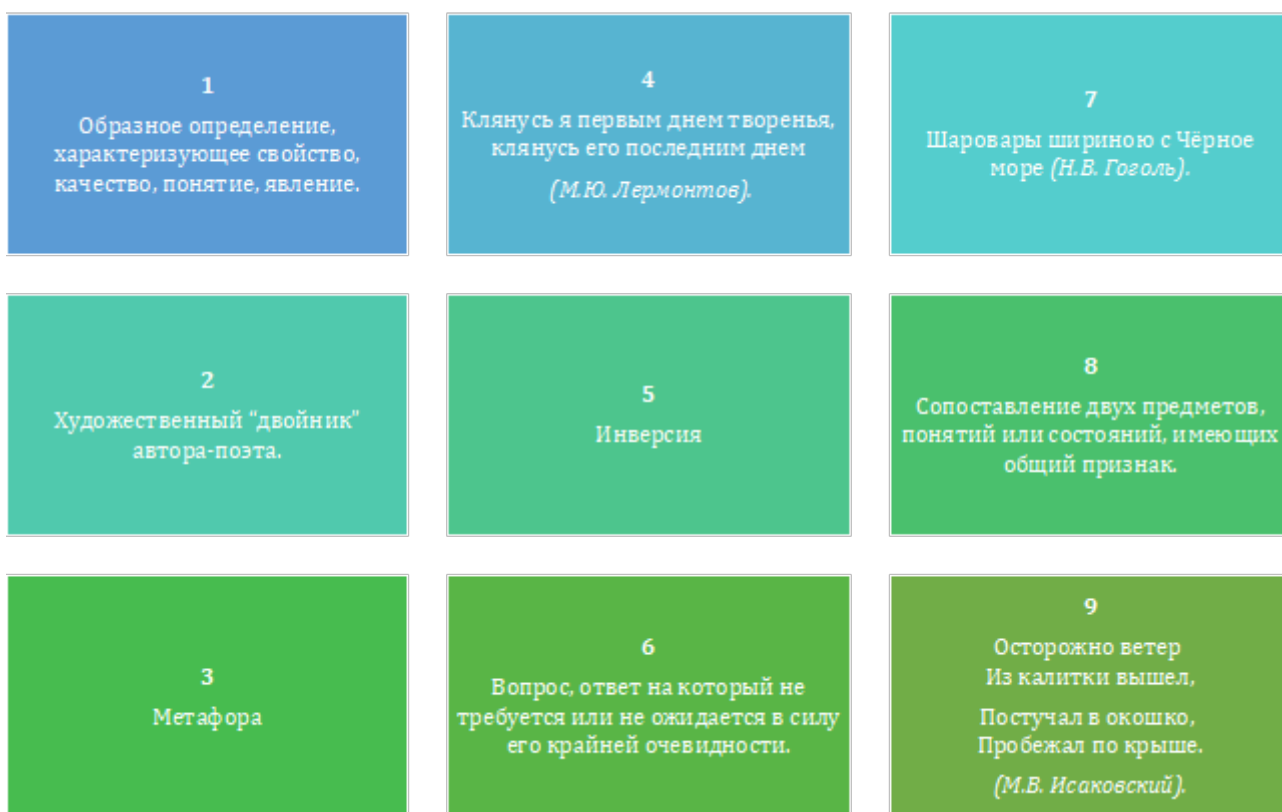 1
Образное определение,
характеризующее свойство,
качество, понятие, явление.
4
Клянусь я первым днем творенья,
клянусь его последним днем
(М.Ю. Лермонтов).
7
Шаровары шириною с Чёрное
море (Н.В. Гоголь).
2
Художественный “двойник”
автора-поэта.
5
Инверсия
8
Сопоставление двух предметов,
понятий или состояний, имеющих
общий признак.
3
Метафора
6
Вопрос, ответ на который не
требуется или не ожидается в силу
его крайней очевидности.
9
Осторожно ветер
Из калитки вышел,
Постучал в окошко,
Пробежал по крыше.
(М.В. Исаковский).